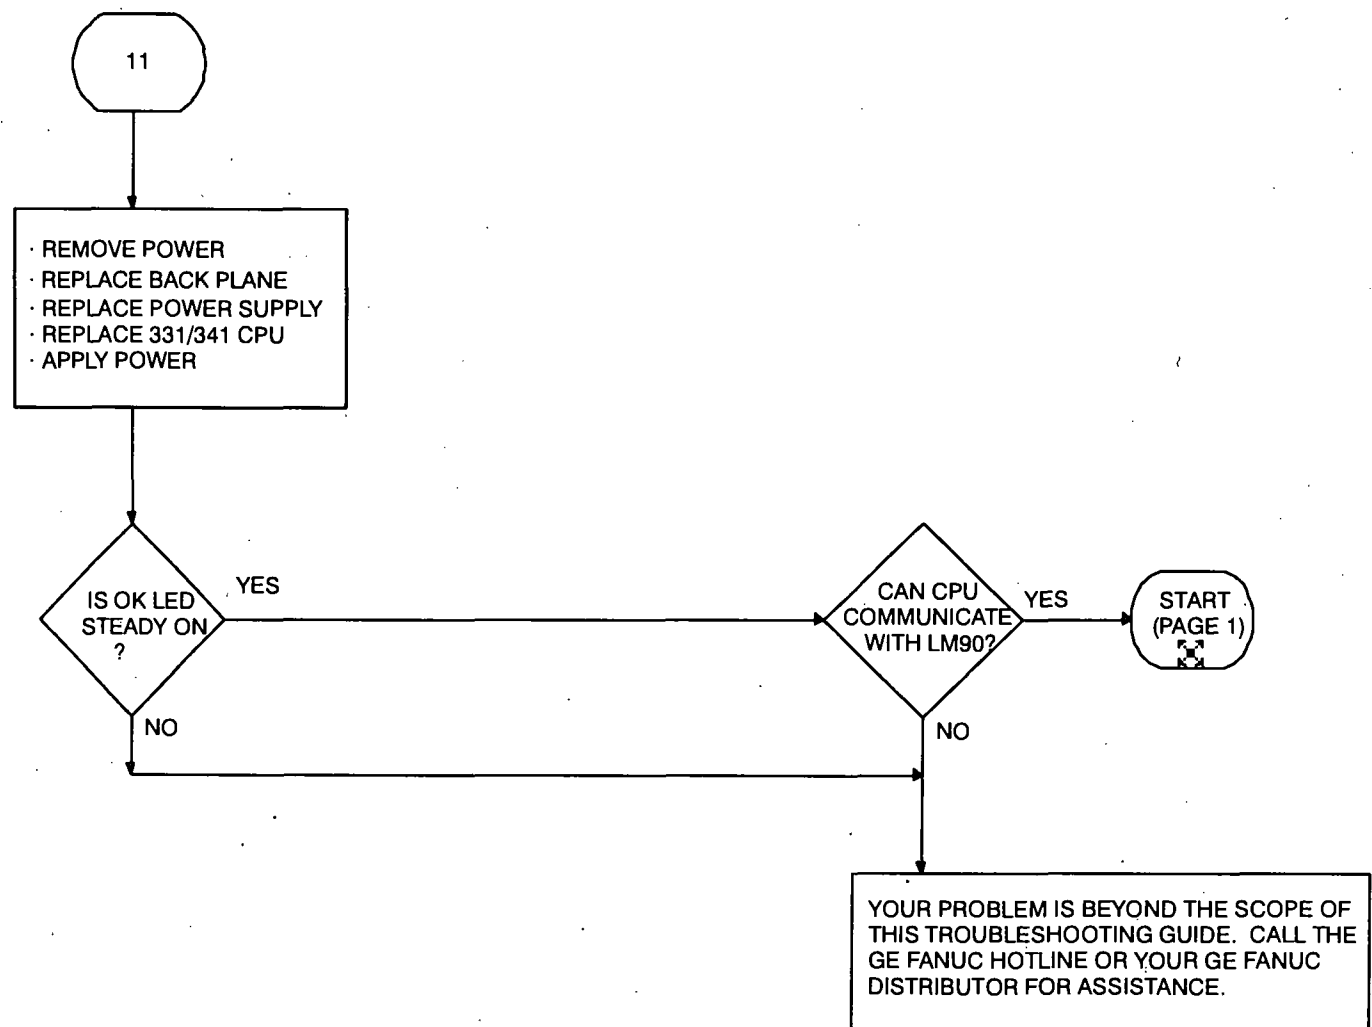 11
· REMOVE POWER
· REPLACE BACK PLANE
· REPLACE POWER SUPPLY
· REPLACE 331/341 CPU
· APPLY POWER
IS OK LED
STEADY ON
?
YES
NO
CAN CPU
COMMUNICATE
WITH LM90?
YES
NO
START
(PAGE 1)
YOUR PROBLEM IS BEYOND THE SCOPE OF
THIS TROUBLESHOOTING GUIDE. CALL THE
GE FANUC HOTLINE OR YOUR GE FANUC
DISTRIBUTOR FOR ASSISTANCE.